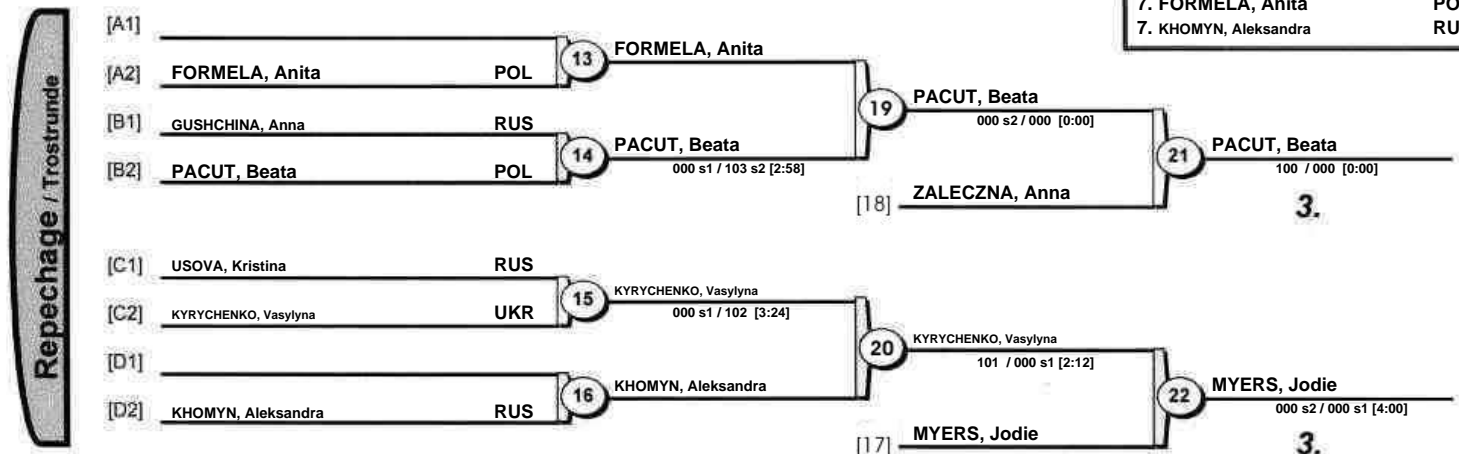 7. FORMELA, Anita PO
7. KHOMYN, Aleksandra RU
Repechage / Trostrunde
[A1]
[A2] FORMELA, Anita POL
13 FORMELA, Anita
[B1] GUSHCHINA, Anna RUS
[B2] PACUT, Beata POL
14 PACUT, Beata
000 s1 / 103 s2 [2:58]
19 PACUT, Beata
000 s2 / 000 [0:00]
[18] ZALECZNA, Anna
21 PACUT, Beata
100 / 000 [0:00]
3.
[C1] USOVA, Kristina RUS
[C2] KYRYCHENKO, Vasylyna UKR
15 KYRYCHENKO, Vasylyna
000 s1 / 102 [3:24]
[D1]
[D2] KHOMYN, Aleksandra RUS
16 KHOMYN, Aleksandra
20 KYRYCHENKO, Vasylyna
101 / 000 s1 [2:12]
[17] MYERS, Jodie
22 MYERS, Jodie
000 s2 / 000 s1 [4:00]
3.